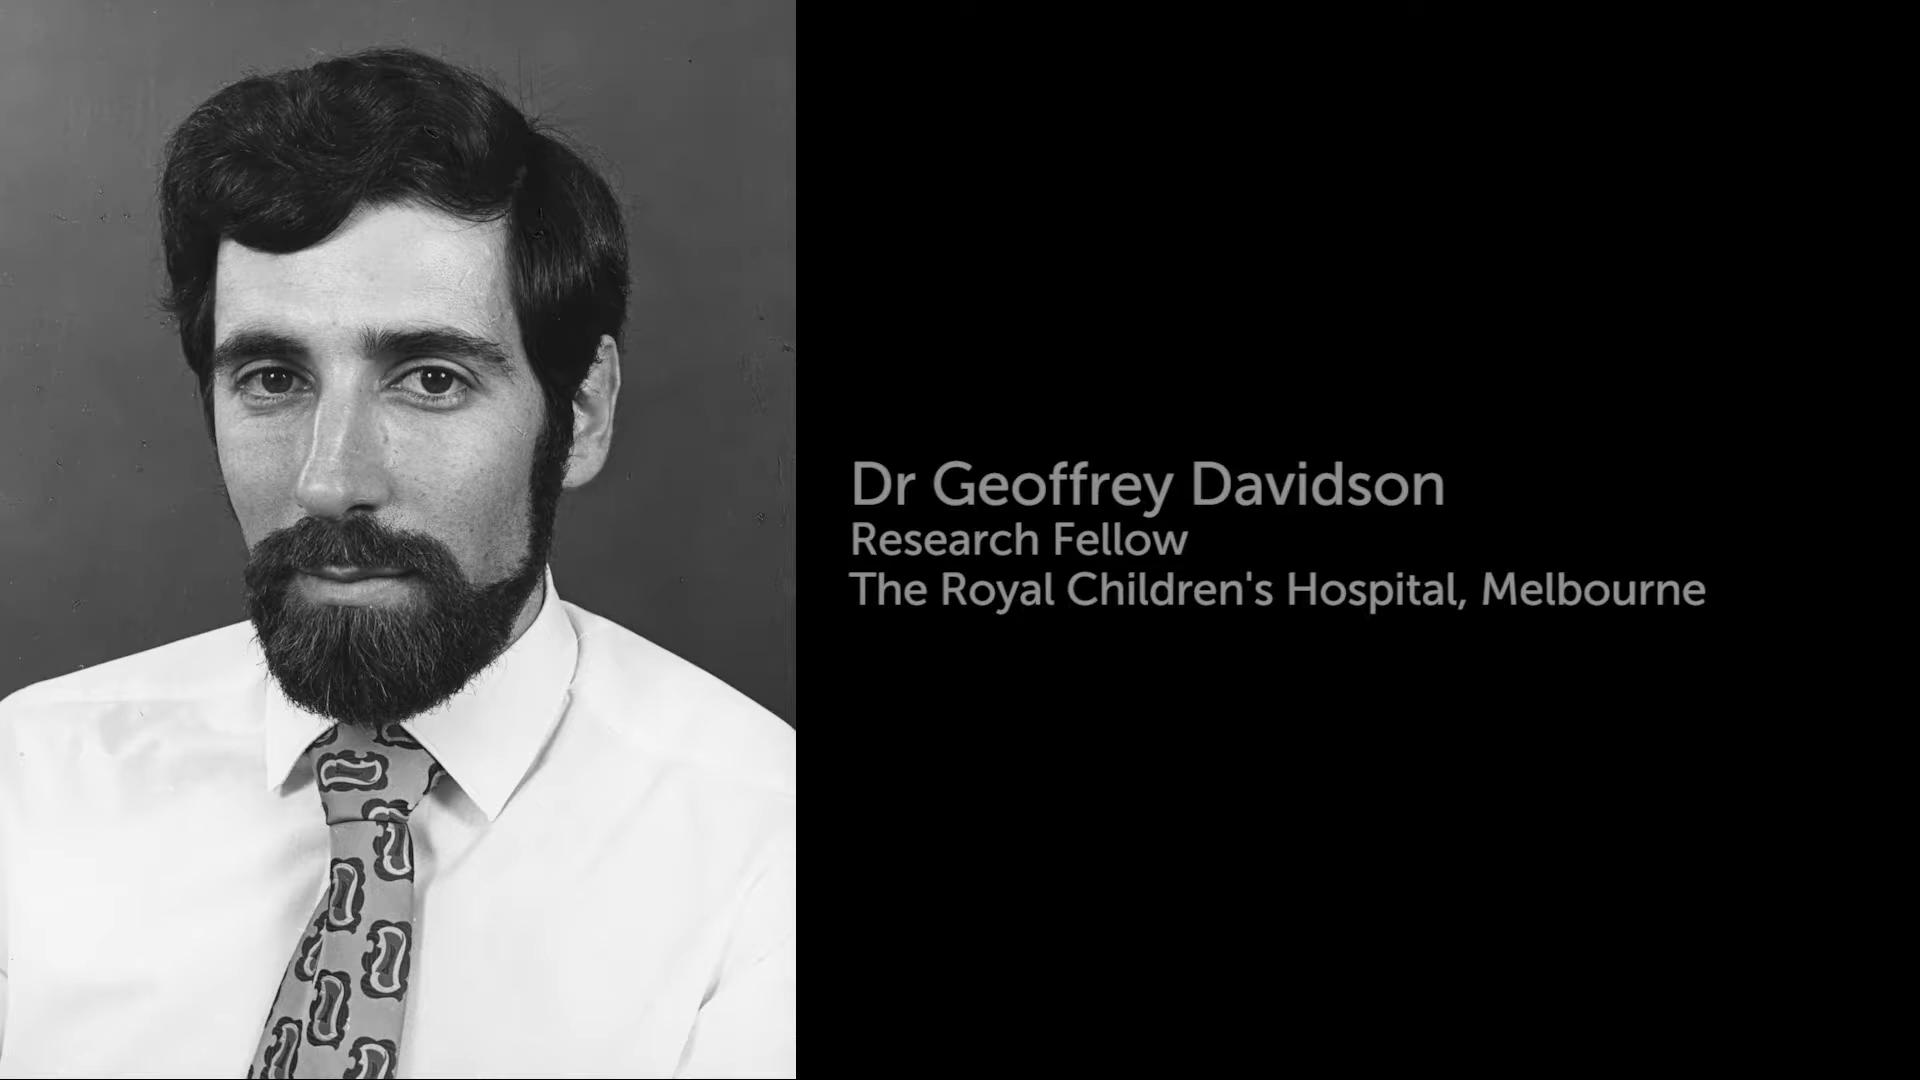 Dr Geoffrey Davidson
Research Fellow
The Royal Children's Hospital, Melbourne